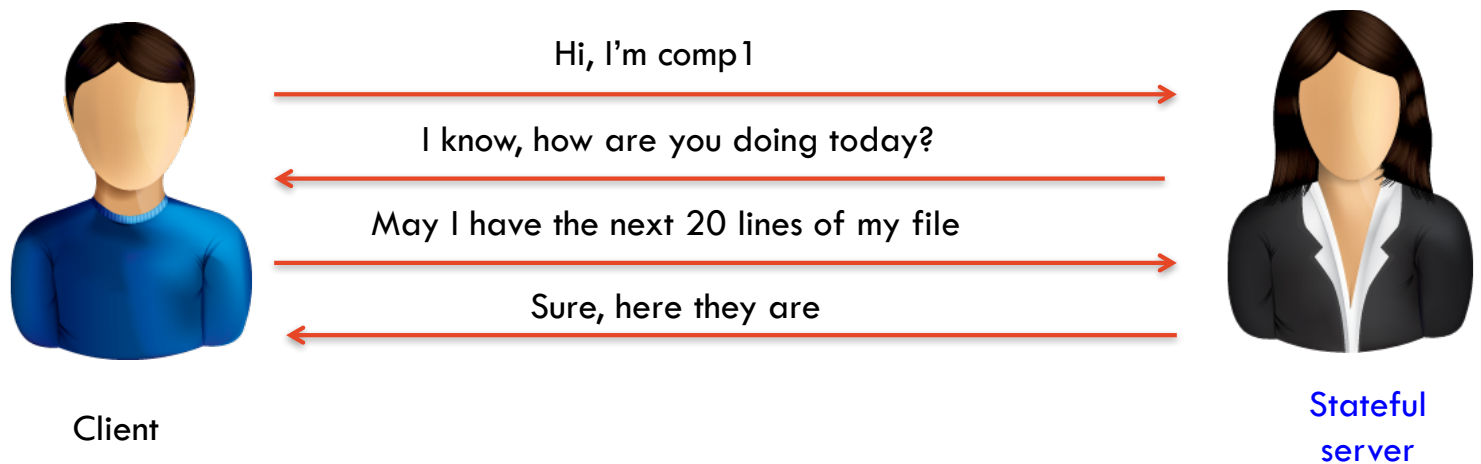 Hi, I’m comp1
I know, how are you doing today?
May I have the next 20 lines of my file
Sure, here they are
Client
Stateful
server